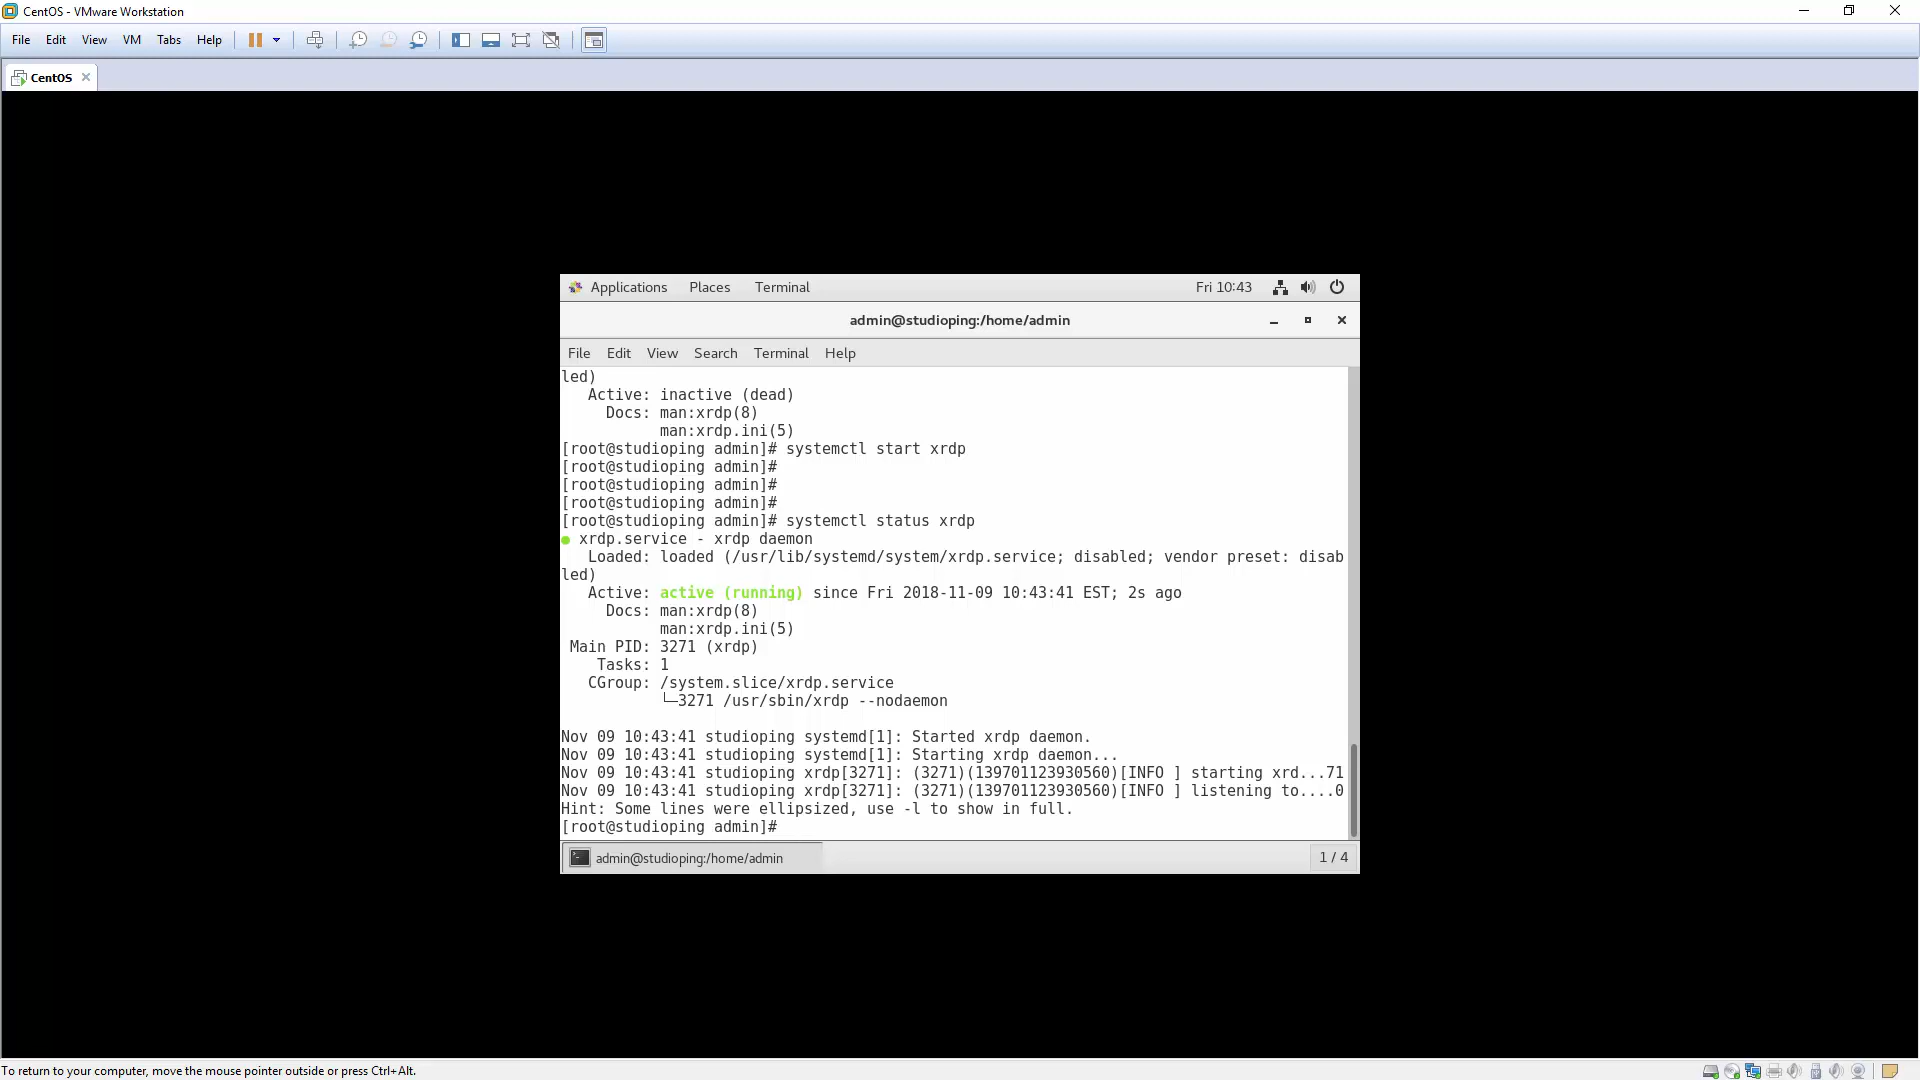 CentOS - VMware Workstation
File Edit View VM Tabs Help
CentOS
Applications Places Terminal Fri 10:43
admin@studioping:/home/admin
File Edit View Search Terminal Help
led)
Active: inactive (dead)
Docs: man:xrdp(8)
man:xrdp.ini(5)
[root@studioping admin]# systemctl start xrdp
[root@studioping admin]#
[root@studioping admin]#
[root@studioping admin]#
[root@studioping admin]# systemctl status xrdp
● xrdp.service - xrdp daemon
Loaded: loaded (/usr/lib/systemd/system/xrdp.service; disabled; vendor preset: disab
led)
Active: active (running) since Fri 2018-11-09 10:43:41 EST; 2s ago
Docs: man:xrdp(8)
man:xrdp.ini(5)
Main PID: 3271 (xrdp)
Tasks: 1
CGroup: /system.slice/xrdp.service
└─3271 /usr/sbin/xrdp --nodaemon
Nov 09 10:43:41 studioping systemd[1]: Started xrdp daemon.
Nov 09 10:43:41 studioping systemd[1]: Starting xrdp daemon...
Nov 09 10:43:41 studioping xrdp[3271]: (3271)(139701123930560)[INFO ] starting xrd...71
Nov 09 10:43:41 studioping xrdp[3271]: (3271)(139701123930560)[INFO ] listening to....0
Hint: Some lines were ellipsized, use -l to show in full.
[root@studioping admin]#
admin@studioping:/home/admin 1 / 4
To return to your computer, move the mouse pointer outside or press Ctrl+Alt.